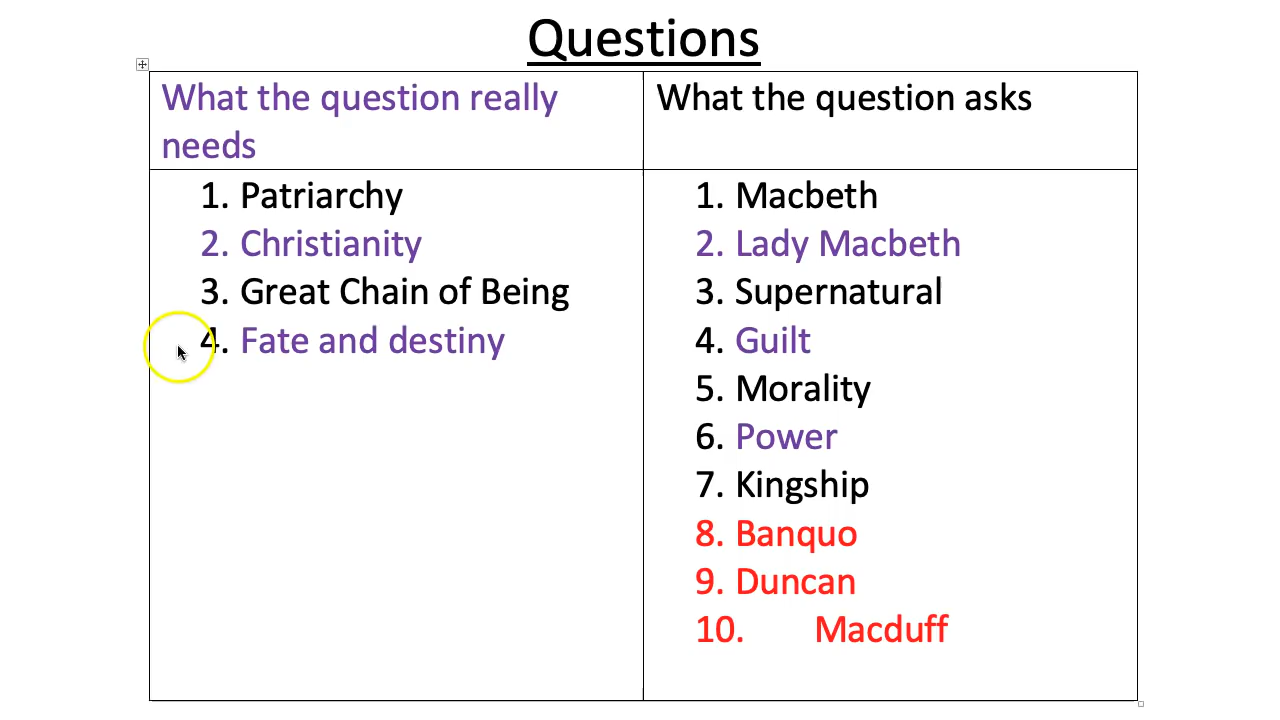 Questions
What the question really
needs
1. Patriarchy
2. Christianity
3. Great Chain of Being
4. Fate and destiny
What the question asks
1. Macbeth
2. Lady Macbeth
3. Supernatural
4. Guilt
5. Morality
6. Power
7. Kingship
8. Banquo
9. Duncan
10. Macduff